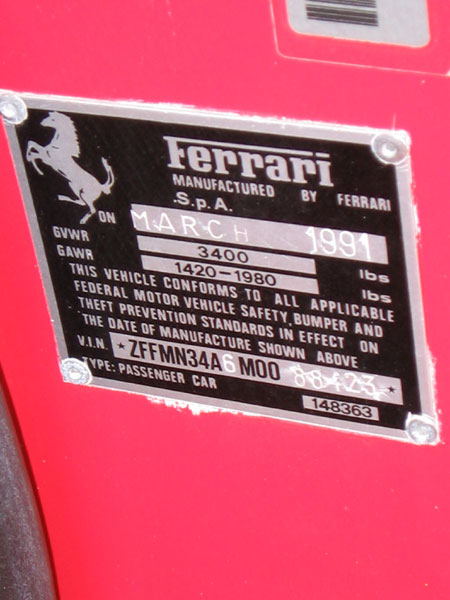 Ferrari
MANUFACTURED BY FERRARI
S.p.A.
ON MARCH 1991
GVWR 3400 lbs
GAWR 1420-1980 lbs
THIS VEHICLE CONFORMS TO ALL APPLICABLE
FEDERAL MOTOR VEHICLE SAFETY, BUMPER AND
THEFT PREVENTION STANDARDS IN EFFECT ON
THE DATE OF MANUFACTURE SHOWN ABOVE
V.I.N. *ZFFMN34A6M0088423*
TYPE: PASSENGER CAR
148363